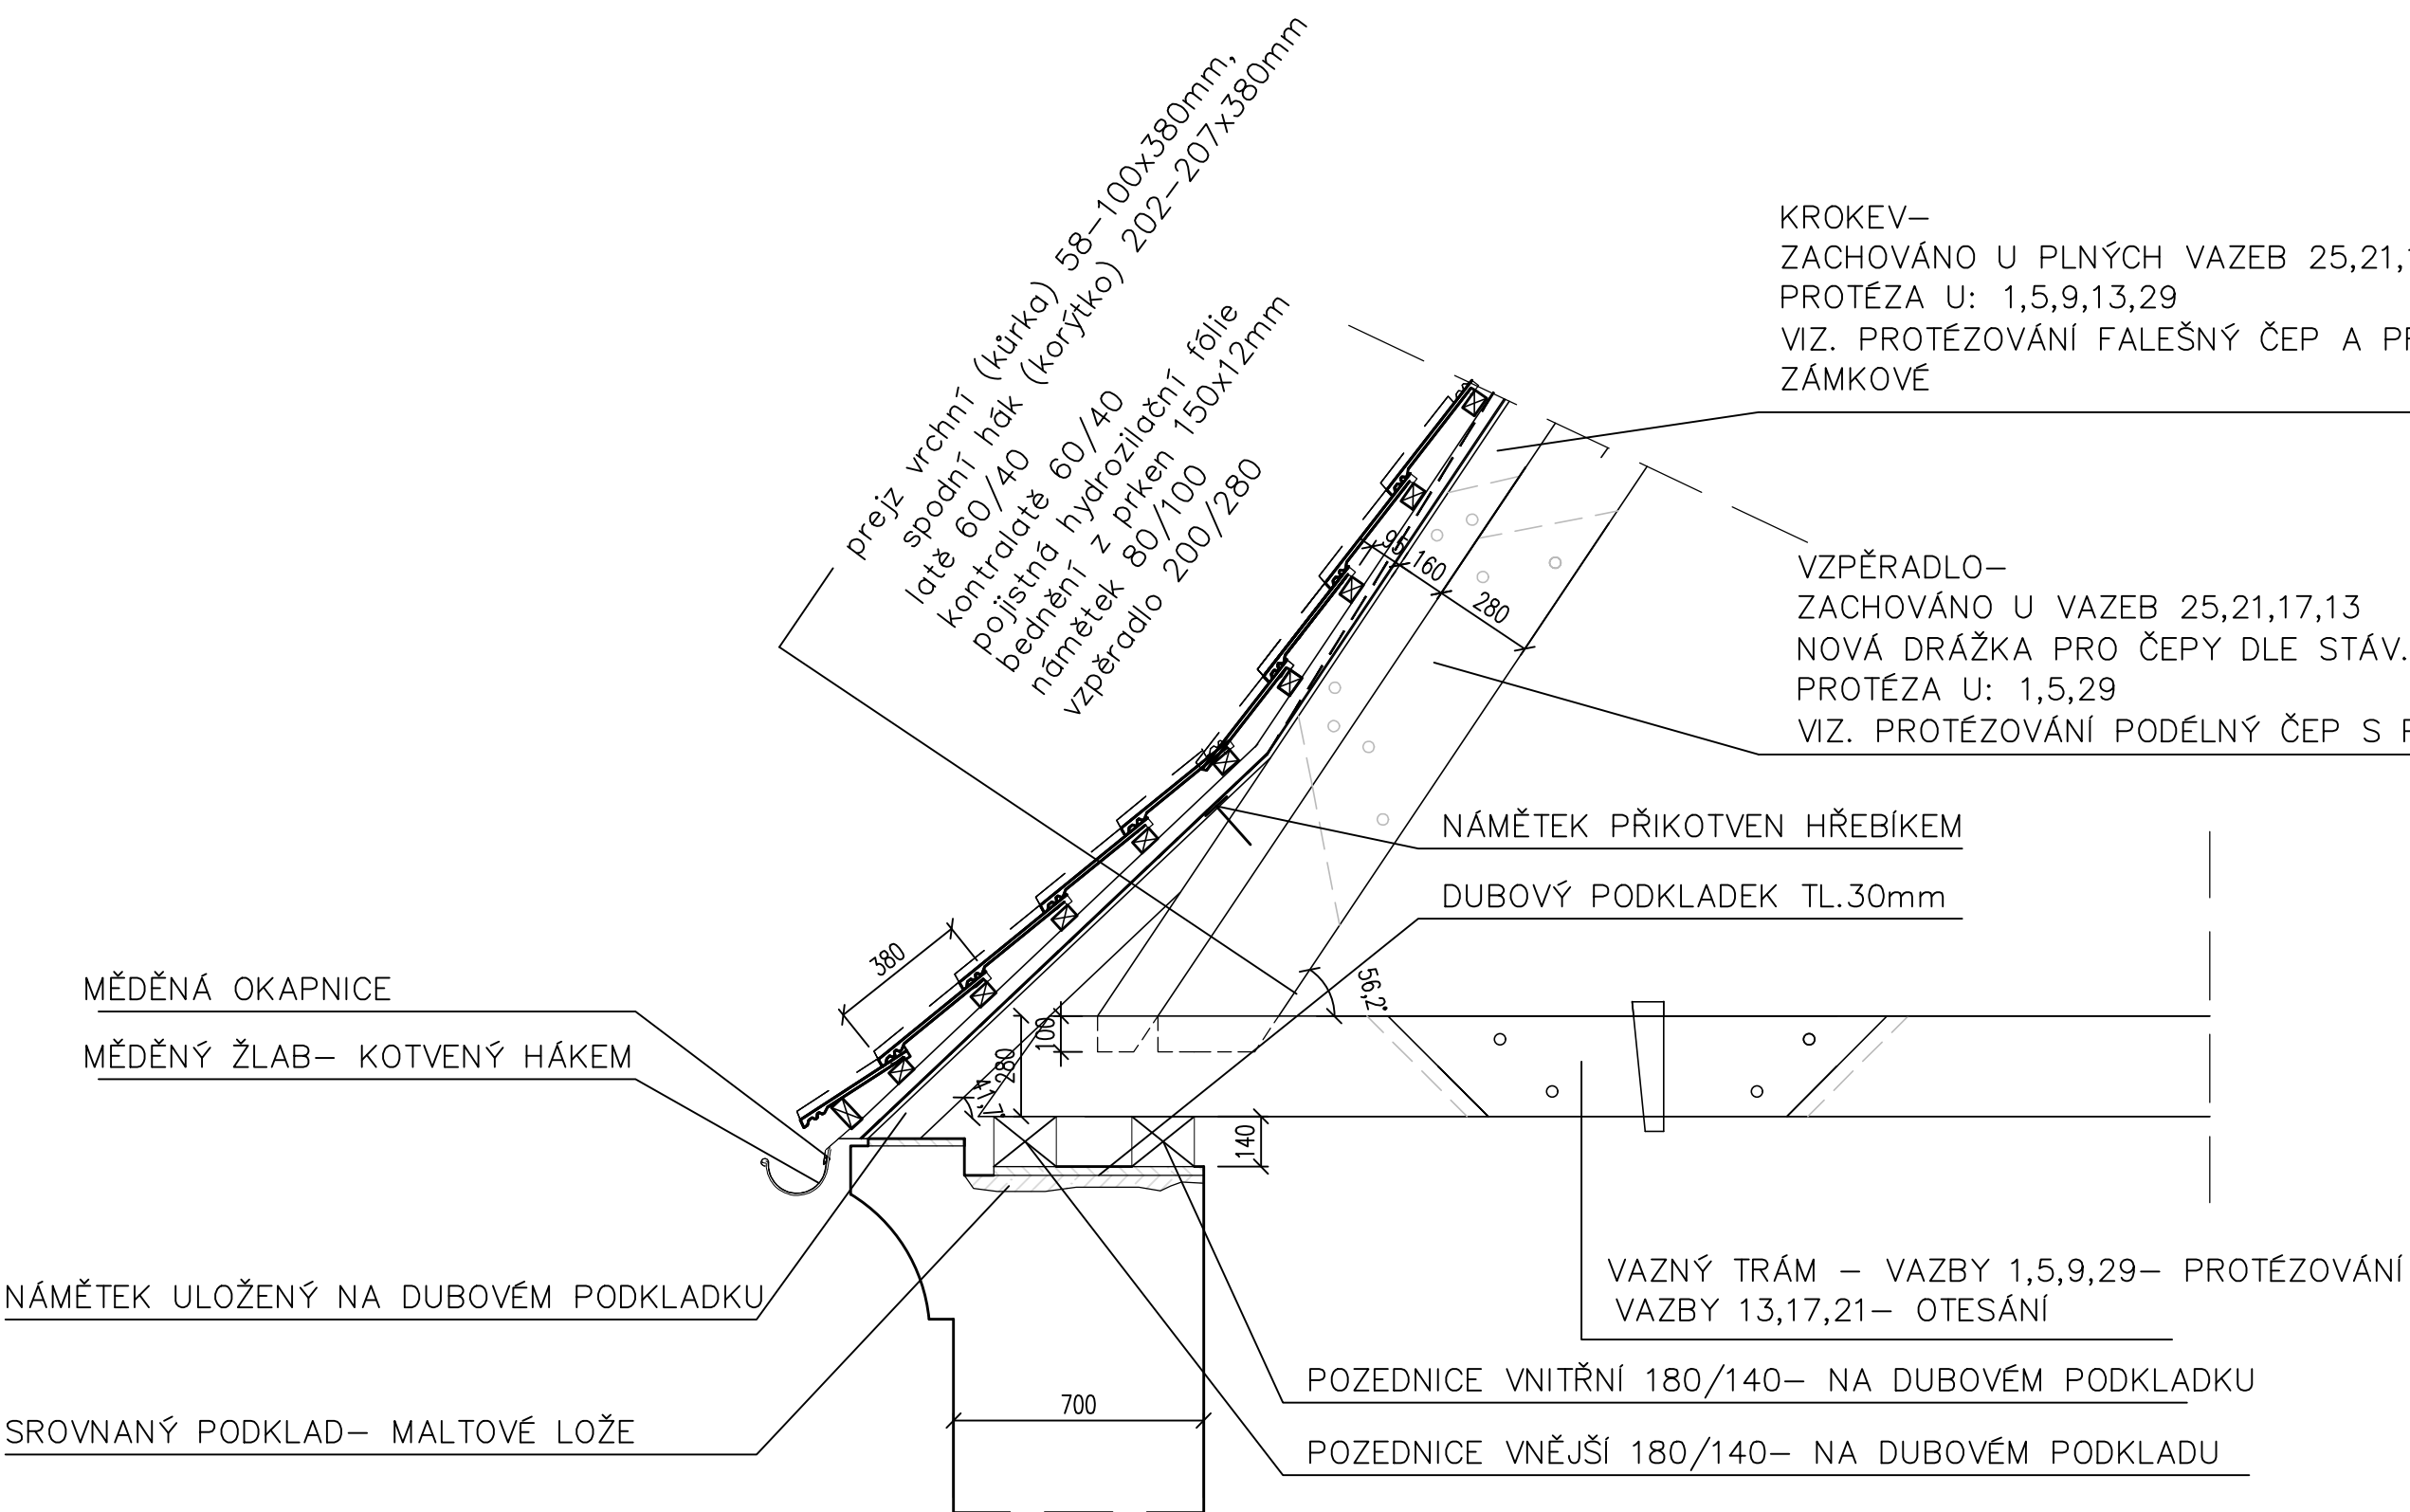 prejz vrchní (kůrka) 58-100x380mm,
spodní hák (korýtko) 202-207x380mm
latě 60/40
kontralatě 60/40
pojistná hydrozilační fólie
bednění z prken 150x12mm
námětek 80/100
vzpěradlo 200/280
KROKEV-
ZACHOVÁNO U PLNÝCH VAZEB 25,21,
PROTÉZA U: 1,5,9,13,29
VIZ. PROTÉZOVÁNÍ FALEŠNÝ ČEP A
ZÁMKOVÉ
95
160
280
VZPĚRADLO-
ZACHOVÁNO U VAZEB 25,21,17,13
NOVÁ DRÁŽKA PRO ČEPY DLE STÁV.
PROTÉZA U: 1,5,29
VIZ. PROTÉZOVÁNÍ PODÉLNÝ ČEP S
NÁMĚTEK PŘIKOTVEN HŘEBÍKEM
DUBOVÝ PODKLADEK TL.30mm
380
MĚDĚNÁ OKAPNICE
MĚDĚNÝ ŽLAB- KOTVENÝ HÁKEM
56,2°
100
280
41,7°
140
NÁMĚTEK ULOŽENÝ NA DUBOVÉM PODKLADKU
SROVNANÝ PODKLAD- MALTOVÉ LOŽE
700
VAZNÝ TRÁM - VAZBY 1,5,9,29- PROTÉZOVÁNÍ
VAZBY 13,17,21- OTESÁNÍ
POZEDNICE VNITŘNÍ 180/140- NA DUBOVÉM PODKLADKU
POZEDNICE VNĚJŠÍ 180/140- NA DUBOVÉM PODKLADU